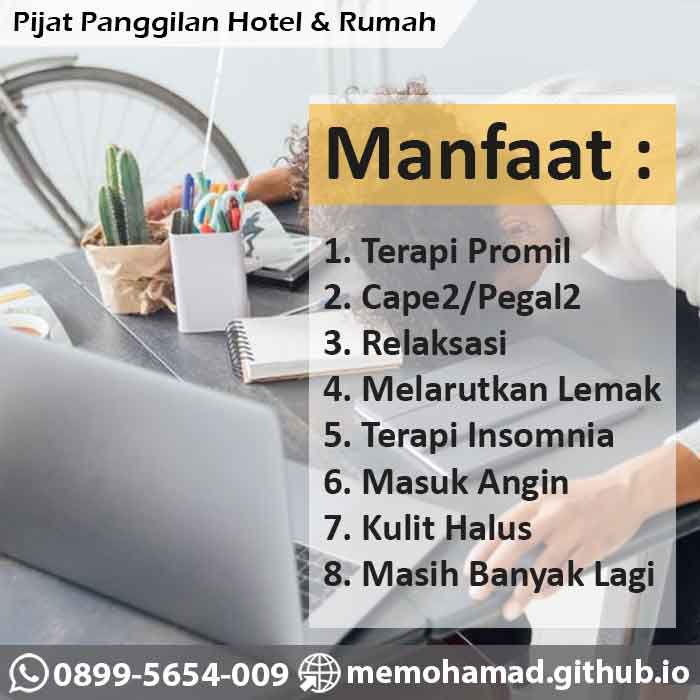 Pijat Panggilan Hotel & Rumah
Manfaat :
1. Terapi Promil
2. Cape2/Pegal2
3. Relaksasi
4. Melarutkan Lemak
5. Terapi Insomnia
6. Masuk Angin
7. Kulit Halus
8. Masih Banyak Lagi
0899-5654-009 memohamad.github.io